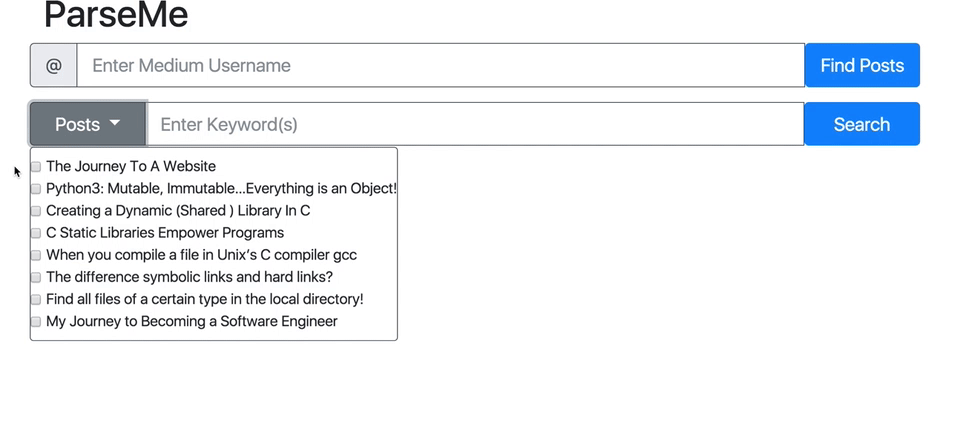 ParseMe
@ Enter Medium Username Find Posts
Posts Enter Keyword(s) Search
The Journey To A Website
Python3: Mutable, Immutable...Everything is an Object!
Creating a Dynamic (Shared ) Library In C
C Static Libraries Empower Programs
When you compile a file in Unix’s C compiler gcc
The difference symbolic links and hard links?
Find all files of a certain type in the local directory!
My Journey to Becoming a Software Engineer